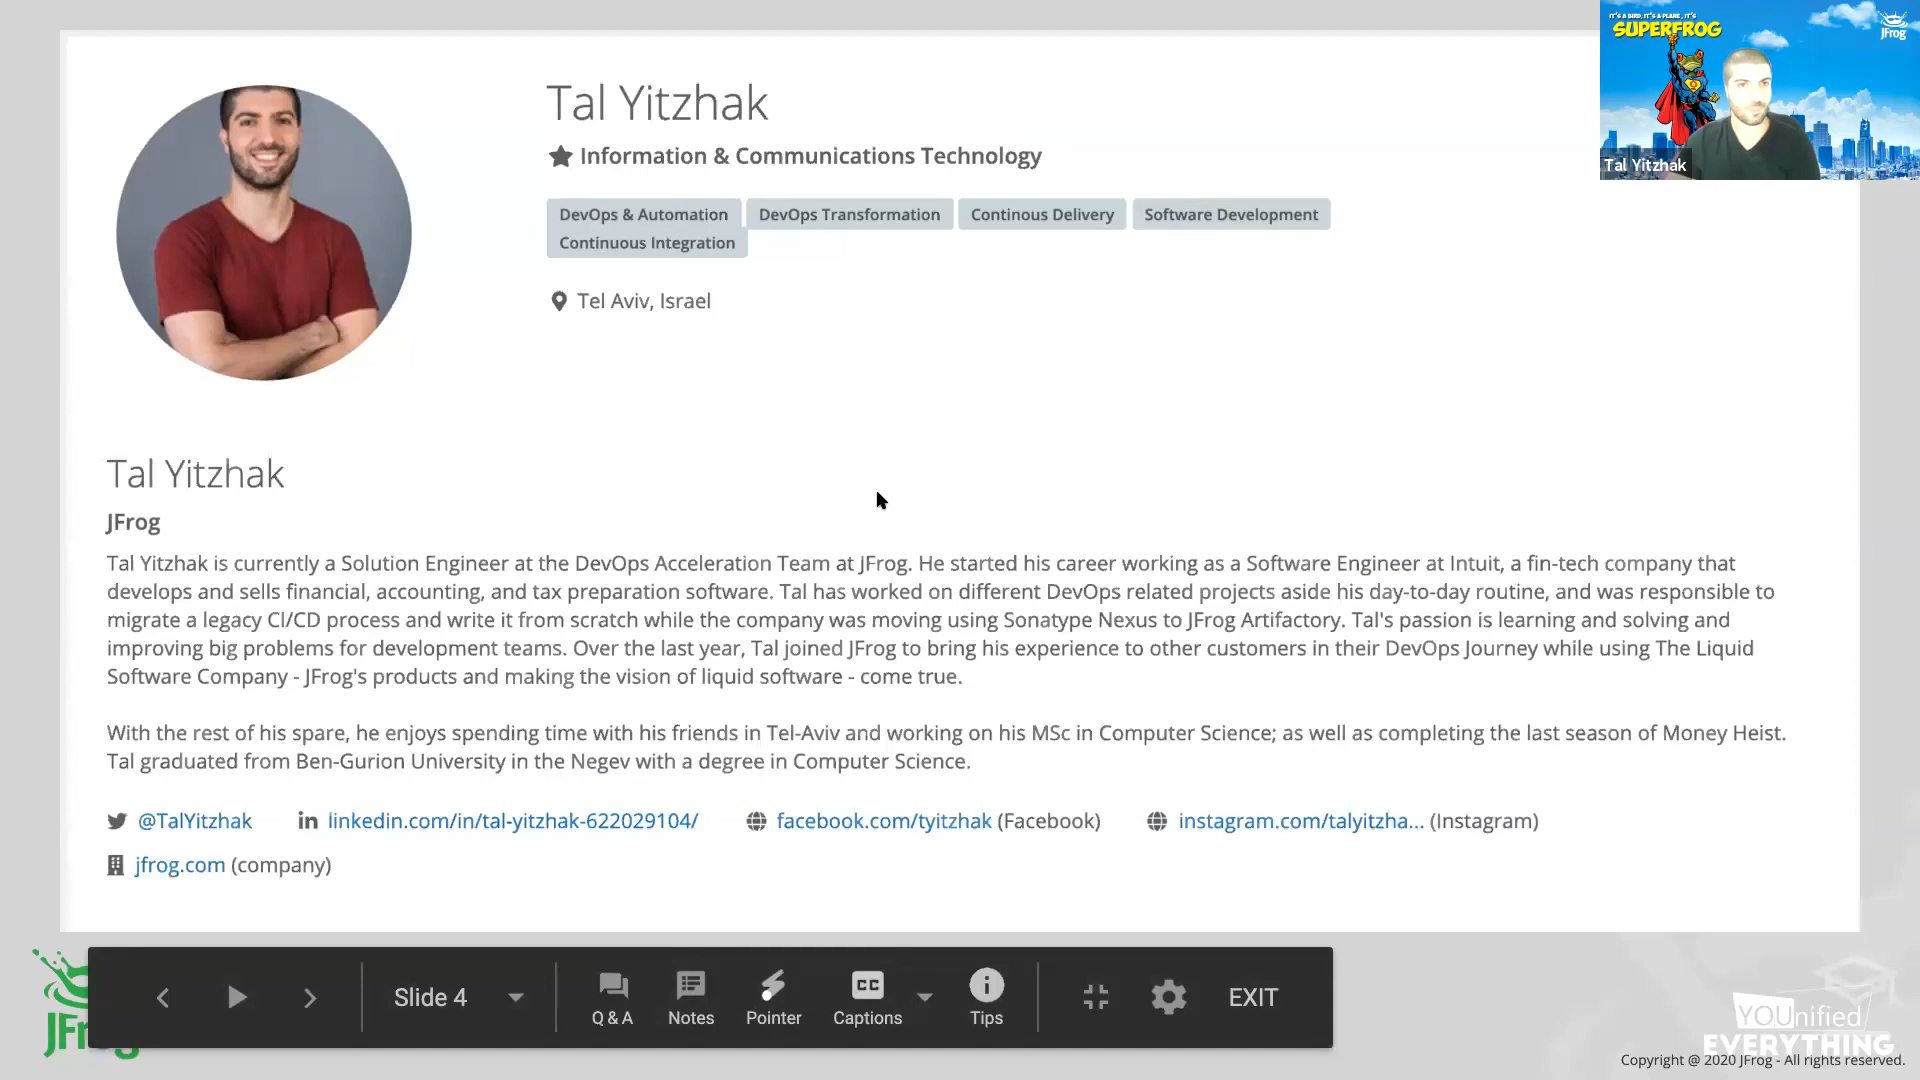 IT'S A BIRD, IT'S A PLANE, IT'S
SUPERFROG
JFrog
Tal Yitzhak
Tal Yitzhak
Information & Communications Technology
DevOps & Automation
DevOps Transformation
Continous Delivery
Software Development
Continuous Integration
Tel Aviv, Israel
Tal Yitzhak
JFrog
Tal Yitzhak is currently a Solution Engineer at the DevOps Acceleration Team at JFrog. He started his career working as a Software Engineer at Intuit, a fin-tech company that
develops and sells financial, accounting, and tax preparation software. Tal has worked on different DevOps related projects aside his day-to-day routine, and was responsible to
migrate a legacy CI/CD process and write it from scratch while the company was moving using Sonatype Nexus to JFrog Artifactory. Tal's passion is learning and solving and
improving big problems for development teams. Over the last year, Tal joined JFrog to bring his experience to other customers in their DevOps Journey while using The Liquid
Software Company - JFrog's products and making the vision of liquid software - come true.
With the rest of his spare, he enjoys spending time with his friends in Tel-Aviv and working on his MSc in Computer Science; as well as completing the last season of Money Heist.
Tal graduated from Ben-Gurion University in the Negev with a degree in Computer Science.
@TalYitzhak
linkedin.com/in/tal-yitzhak-622029104/
facebook.com/tyitzhak (Facebook)
instagram.com/talyitzha... (Instagram)
jfrog.com (company)
JFrog
Slide 4
Q & A
Notes
CC
Pointer
Captions
Tips
EXIT
YOUnified
EVERYTHING
Copyright @ 2020 JFrog - All rights reserved.